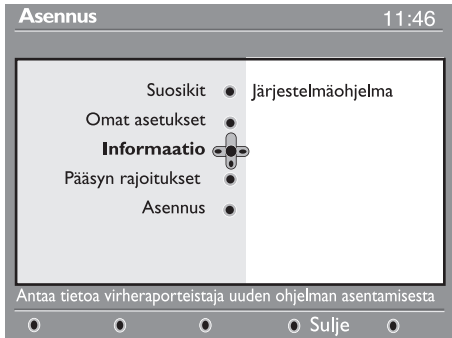 Asennus 11:46
Suosikit Järjestelmäohjelma
Omat asetukset
Informaatio
Pääsyn rajoitukset
Asennus
Antaa tietoa virheraporteistaja uuden ohjelman asentamisesta
Sulje